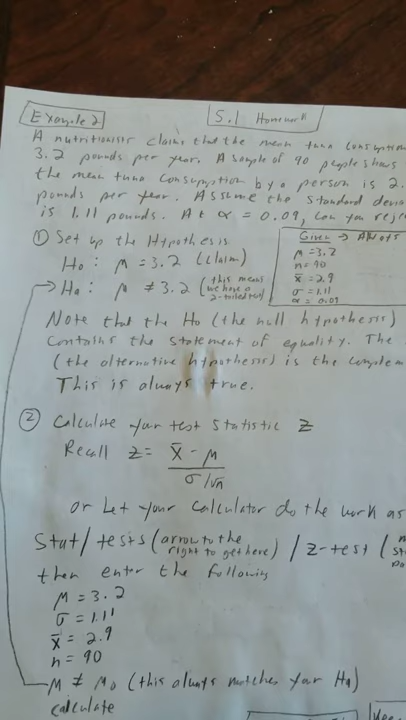 Example 2
5.1 Homework
A nutritionist claims that the mean tuna consumption
3.2 pounds per year. A sample of 90 people shows
the mean tuna consumption by a person is 2.
pounds per year. Assume the standard devia
is 1.11 pounds. At α = 0.09, can you rej
① Set up the Hypothesis
H₀: μ = 3.2 (claim)
Ha: μ ≠ 3.2 (this means we have a 2-tailed test)
Given → Always
μ = 3.2
n = 90
x̄ = 2.9
σ = 1.11
α = 0.09
Note that the H₀ (the null hypothesis)
contains the statement of equality. The
(the alternative hypothesis) is the complem
This is always true.
② Calculate your test statistic Z
Recall Z = x̄ - μ
σ/√n
or Let your calculator do the work as
Stat/tests (arrow to the right to get here) / Z-test (
then enter the following
μ = 3.2
σ = 1.11
x̄ = 2.9
n = 90
μ ≠ μ₀ (this always matches your Ha)
calculate